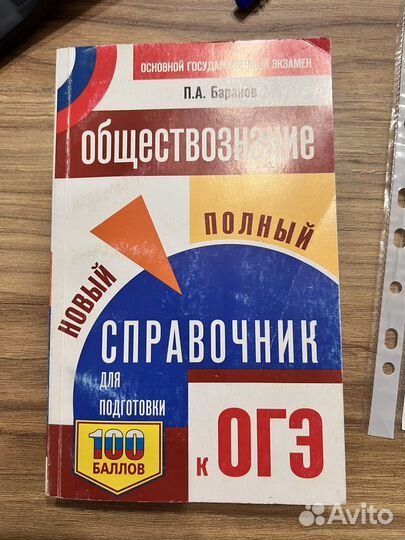 ОСНОВНОЙ ГОСУДАРСТВЕННЫЙ ЭКЗАМЕН
П.А. Баранов
ОБЩЕСТВОЗНАНИЕ
НОВЫЙ
ПОЛНЫЙ
СПРАВОЧНИК
ДЛЯ
ПОДГОТОВКИ
100
БАЛЛОВ
К ОГЭ
Avito